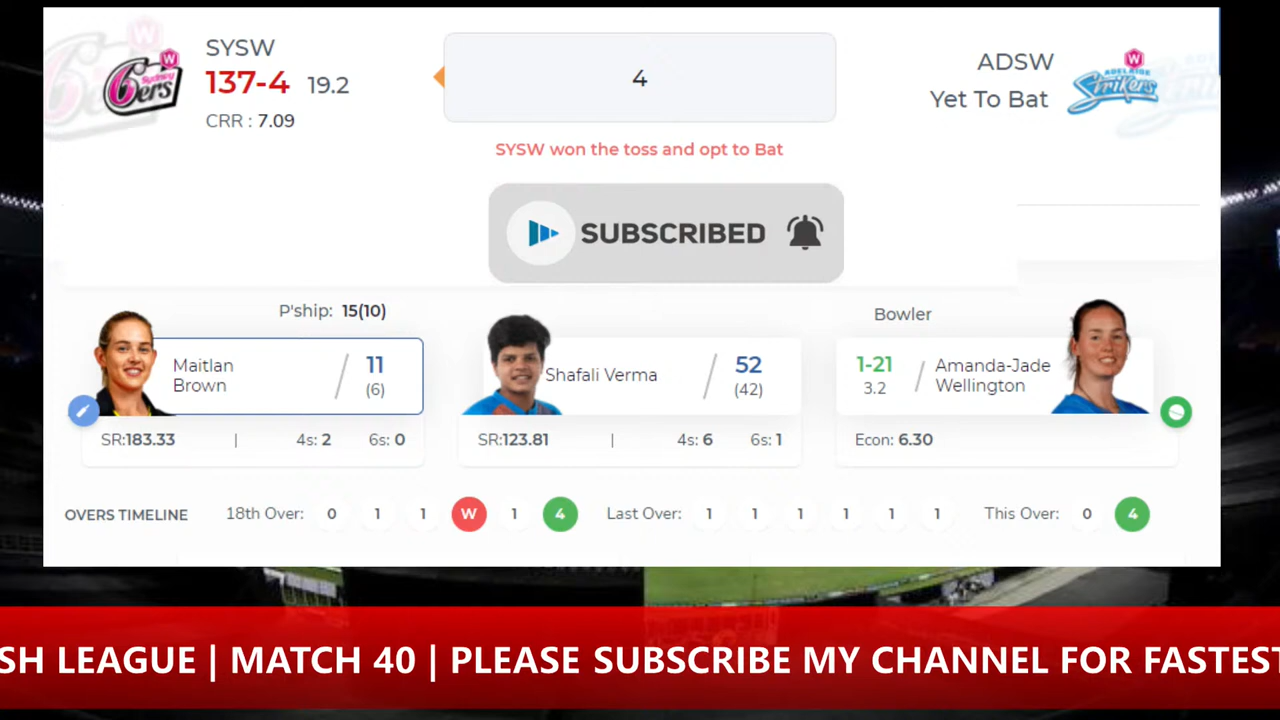 SYSW
137-4 19.2
CRR : 7.09
4
ADSW
Yet To Bat
W
Sydney
6ers
W
ADELAIDE
Strikers
SYSW won the toss and opt to Bat
SUBSCRIBED
P'ship: 15(10)
Bowler
Maitlan
Brown
/
11
(6)
Shafali Verma
/
52
(42)
1-21
3.2
/
Amanda-Jade
Wellington
SR:183.33 | 4s: 2 6s: 0
SR:123.81 | 4s: 6 6s: 1
Econ: 6.30
OVERS TIMELINE 18th Over: 0 1 1 W 1 4 Last Over: 1 1 1 1 1 1 This Over: 0 4
SH LEAGUE | MATCH 40 | PLEASE SUBSCRIBE MY CHANNEL FOR FASTEST